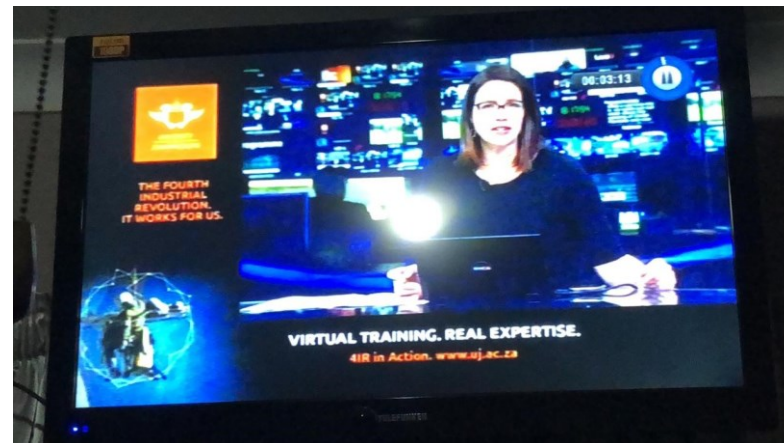 1080P
THE FOURTH
INDUSTRIAL
REVOLUTION.
IT WORKS FOR US.
00:03:13
VIRTUAL TRAINING. REAL EXPERTISE.
4IR in Action. www.uj.ac.za